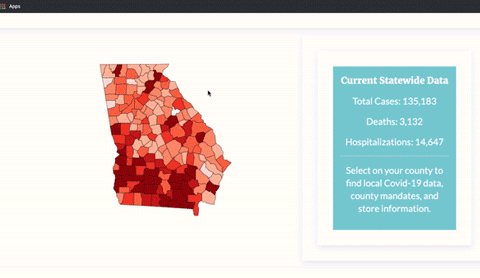 Apps
Current Statewide Data
Total Cases: 135,183
Deaths: 3,132
Hospitalizations: 14,647
Select on your county to
find local Covid-19 data,
county mandates, and
store information.